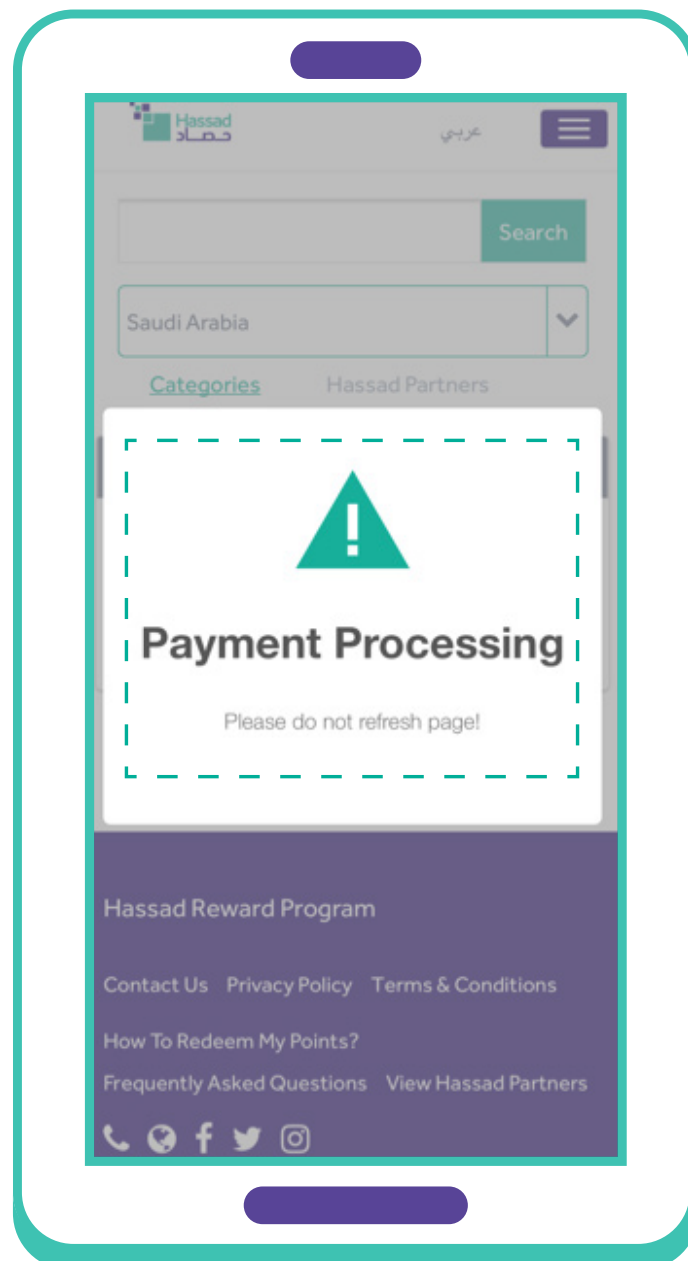 Hassad
حصاد
عربي
Search
Saudi Arabia
Categories Hassad Partners
!
Payment Processing
Please do not refresh page!
Hassad Reward Program
Contact Us Privacy Policy Terms & Conditions
How To Redeem My Points?
Frequently Asked Questions View Hassad Partners